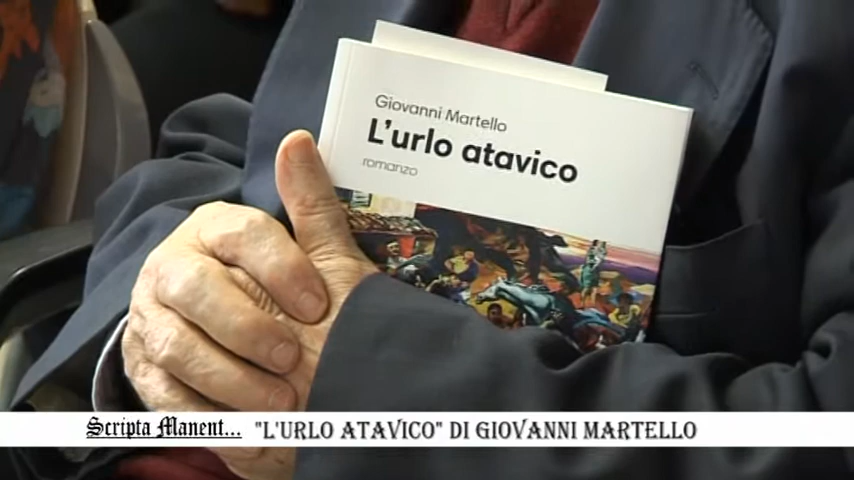 Giovanni Martello
L'urlo atavico
romanzo
Scripta Manent... "L'URLO ATAVICO" DI GIOVANNI MARTELLO